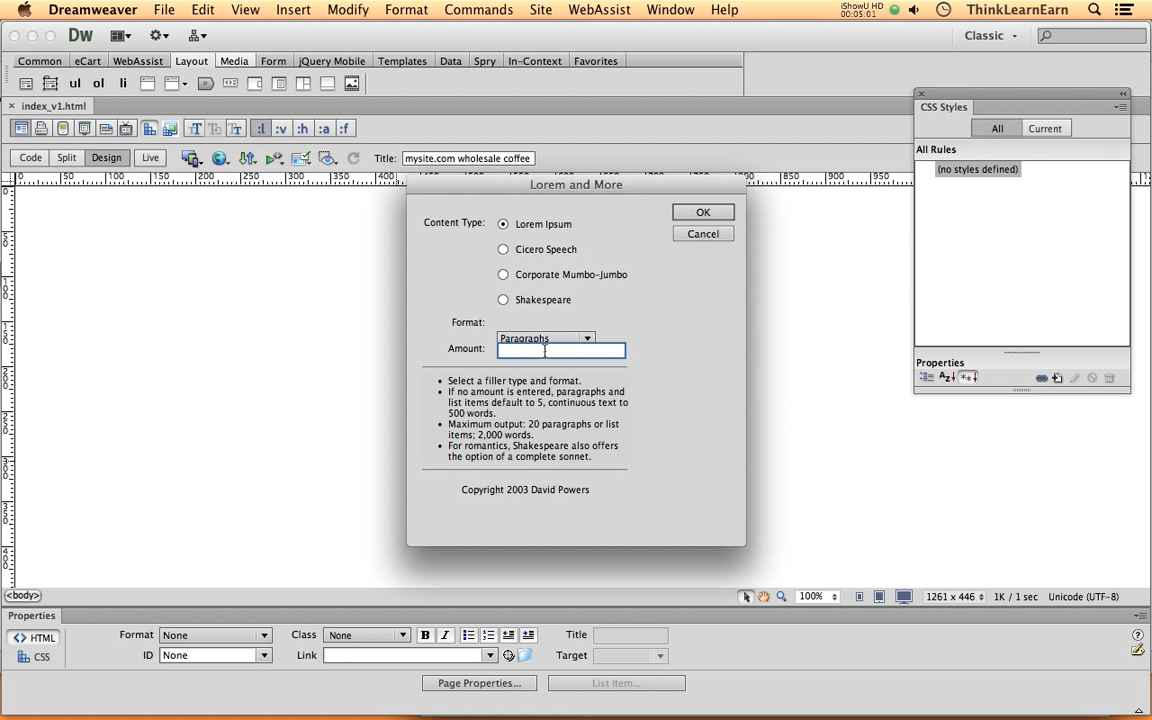 Dreamweaver File Edit View Insert Modify Format Commands Site WebAssist Window Help iShowU HD 00:05:01 ThinkLearnEarn
Dw Classic
Common eCart WebAssist Layout Media Form jQuery Mobile Templates Data Spry In-Context Favorites
ul ol li
index_v1.html
:l :v :h :a :f
Code Split Design Live Title: mysite.com wholesale coffee
CSS Styles
All Current
All Rules
(no styles defined)
Properties
Lorem and More
Content Type: Lorem Ipsum
Cicero Speech
Corporate Mumbo-Jumbo
Shakespeare
OK
Cancel
Format:
Paragraphs
Amount:
• Select a filler type and format.
• If no amount is entered, paragraphs and
list items default to 5, continuous text to
500 words.
• Maximum output: 20 paragraphs or list
items; 2,000 words.
• For romantics, Shakespeare also offers
the option of a complete sonnet.
Copyright 2003 David Powers
<body> 100% 1261 x 446 1K / 1 sec Unicode (UTF-8)
Properties
<> HTML Format None Class None B I Title
CSS ID None Link Target
Page Properties... List Item...